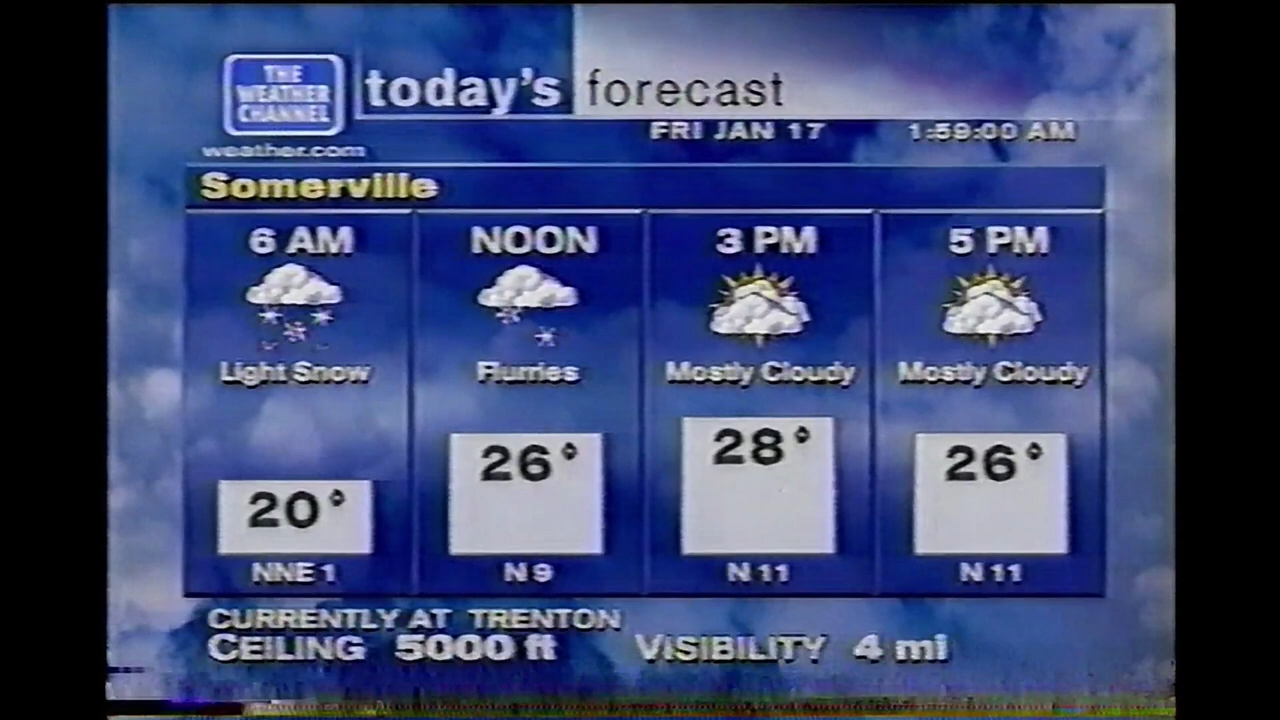 THE
WEATHER
CHANNEL
today's forecast
FRI JAN 17 1:59:00 AM
weather.com
Somerville
6 AM NOON 3 PM 5 PM
Light Snow Flurries Mostly Cloudy Mostly Cloudy
20° 26° 28° 26°
NNE 1 N 9 N 11 N 11
CURRENTLY AT TRENTON
CEILING 5000 ft VISIBILITY 4 mi